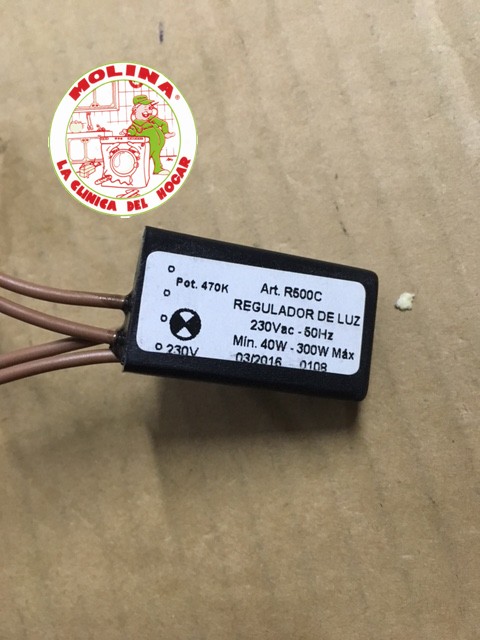 MOLINA®
LA CLINICA DEL HOGAR
Pot. 470K
230V
Art. R500C
REGULADOR DE LUZ
230Vac - 50Hz
Mín. 40W - 300W Máx
03/2016 0108